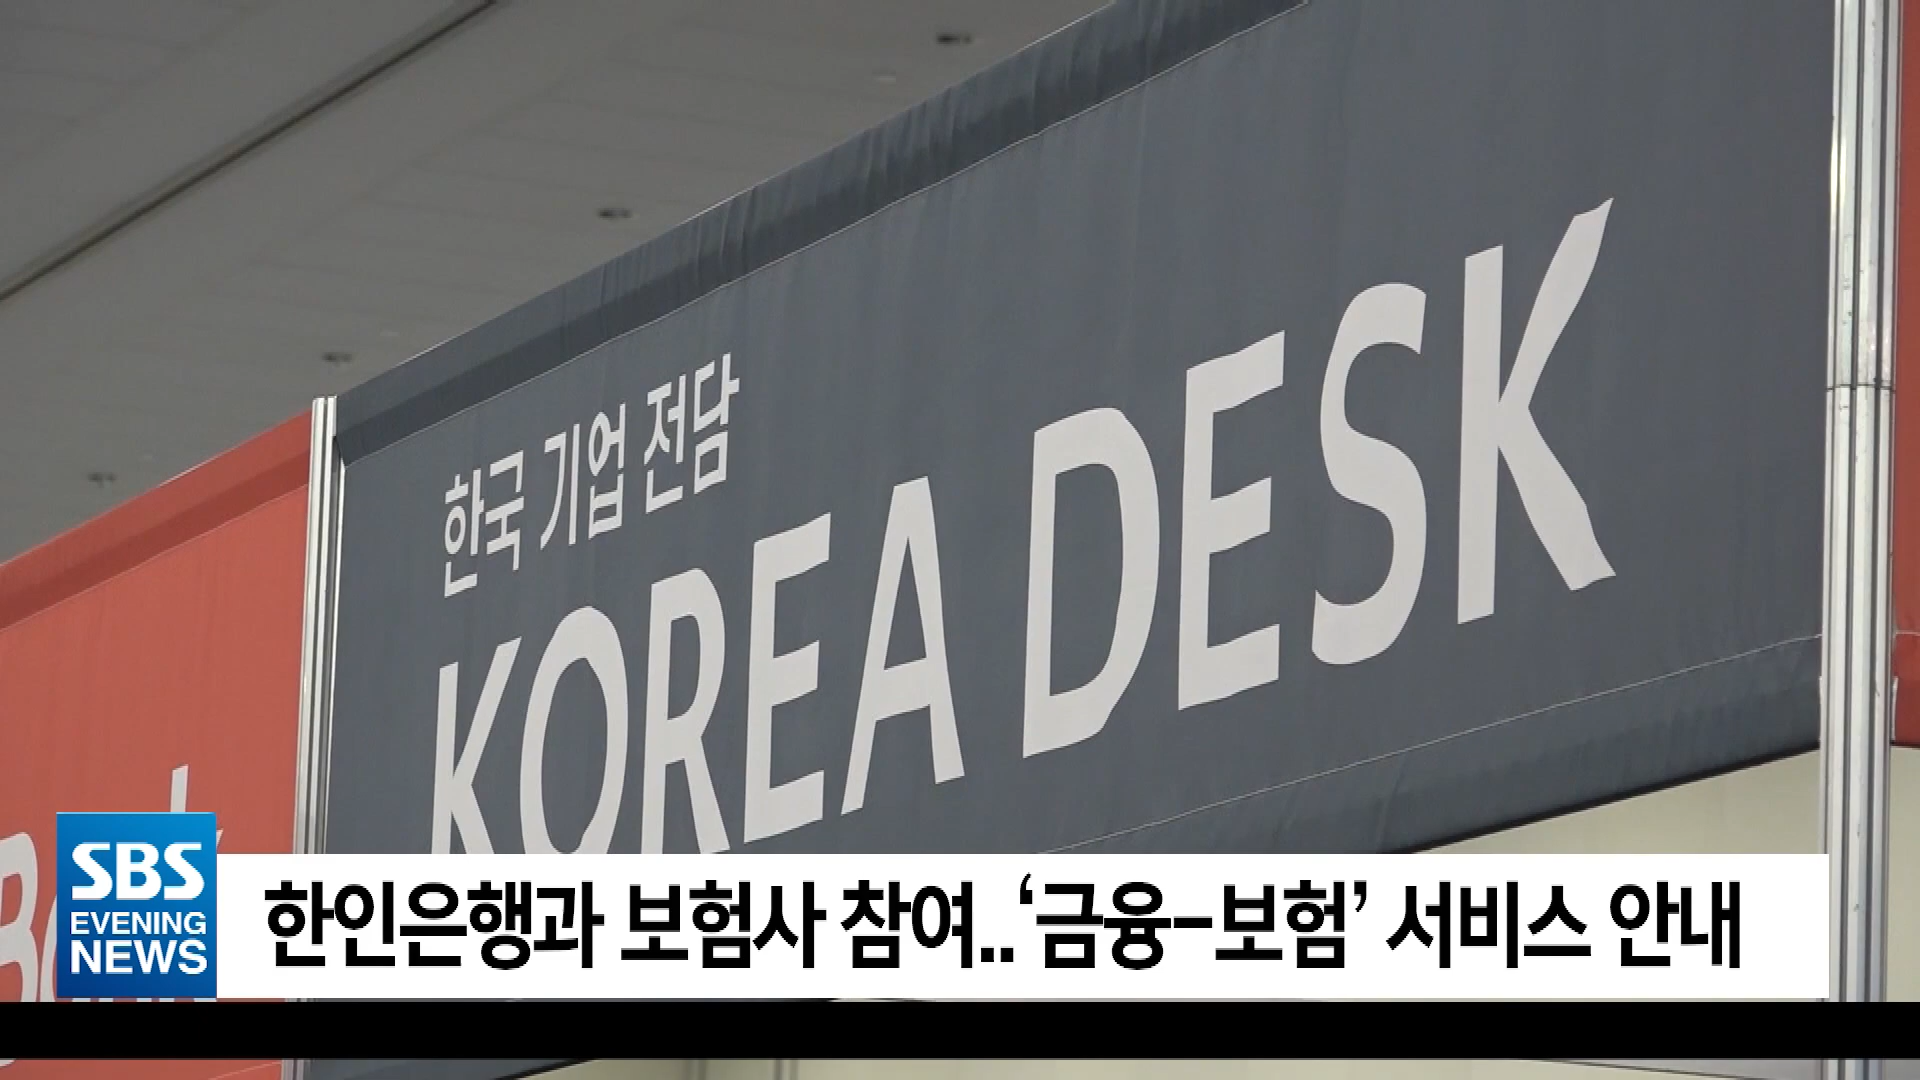 한국 기업 전담
KOREA DESK
SBS
EVENING
NEWS
한인은행과 보험사 참여..‘금융-보험’ 서비스 안내